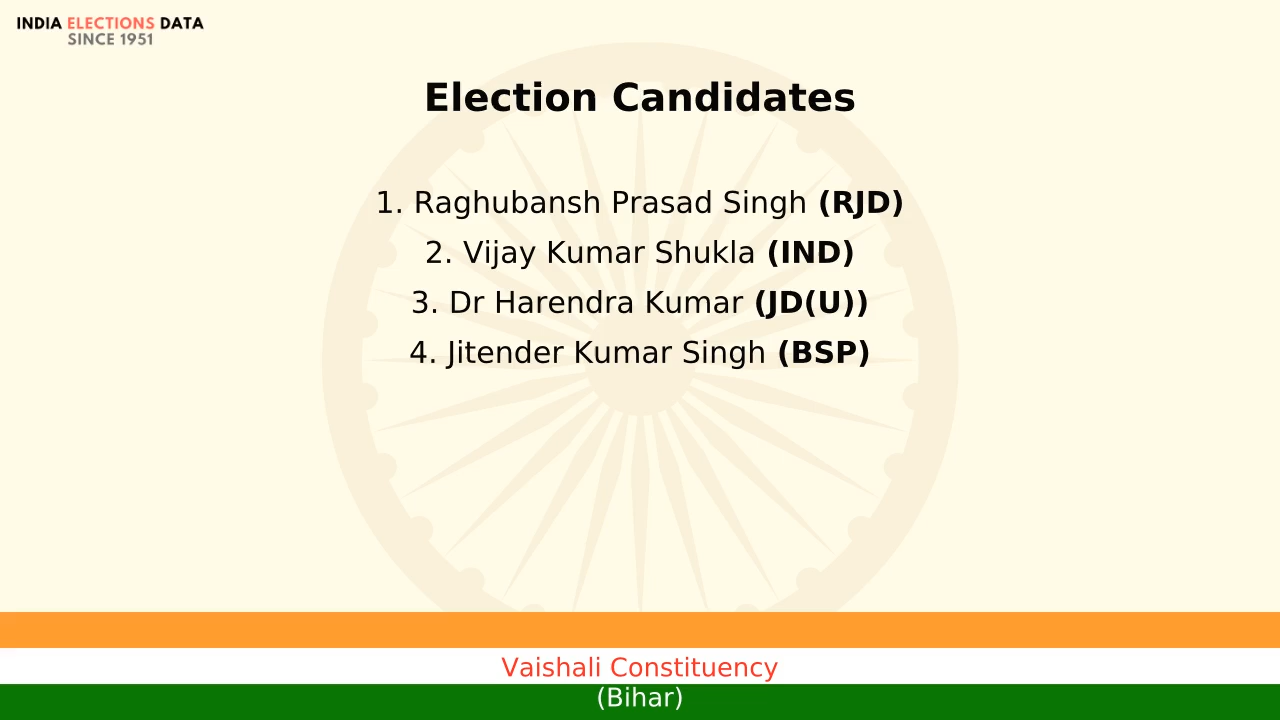 INDIA ELECTIONS DATA
SINCE 1951
Election Candidates
1. Raghubansh Prasad Singh (RJD)
2. Vijay Kumar Shukla (IND)
3. Dr Harendra Kumar (JD(U))
4. Jitender Kumar Singh (BSP)
Vaishali Constituency
(Bihar)